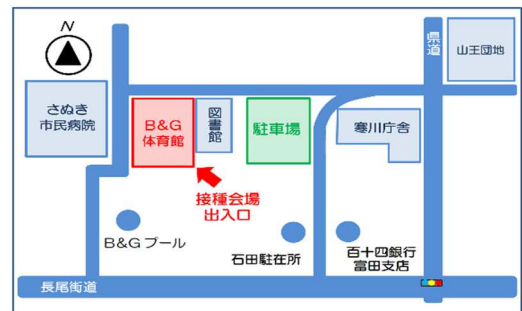 N
県道
山王団地
さぬき
市民病院
B&G
体育館
図書館
駐車場
寒川庁舎
接種会場
出入口
B&Gプール
石田駐在所
百十四銀行
富田支店
長尾街道